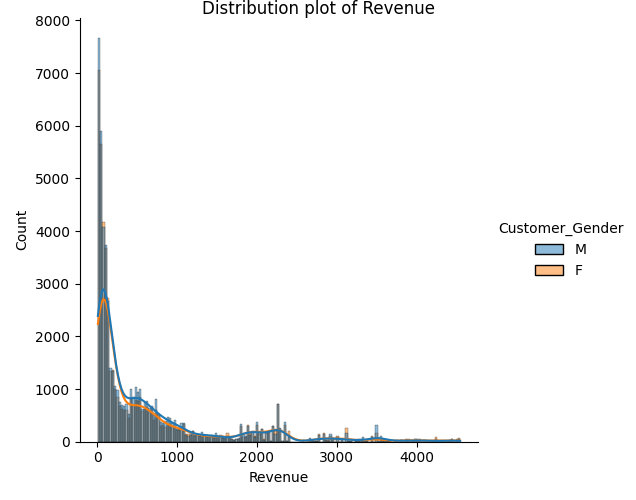 Distribution plot of Revenue
8000
7000
6000
5000
4000
3000
2000
1000
0
Count
0 1000 2000 3000 4000
Revenue
Customer_Gender
M
F